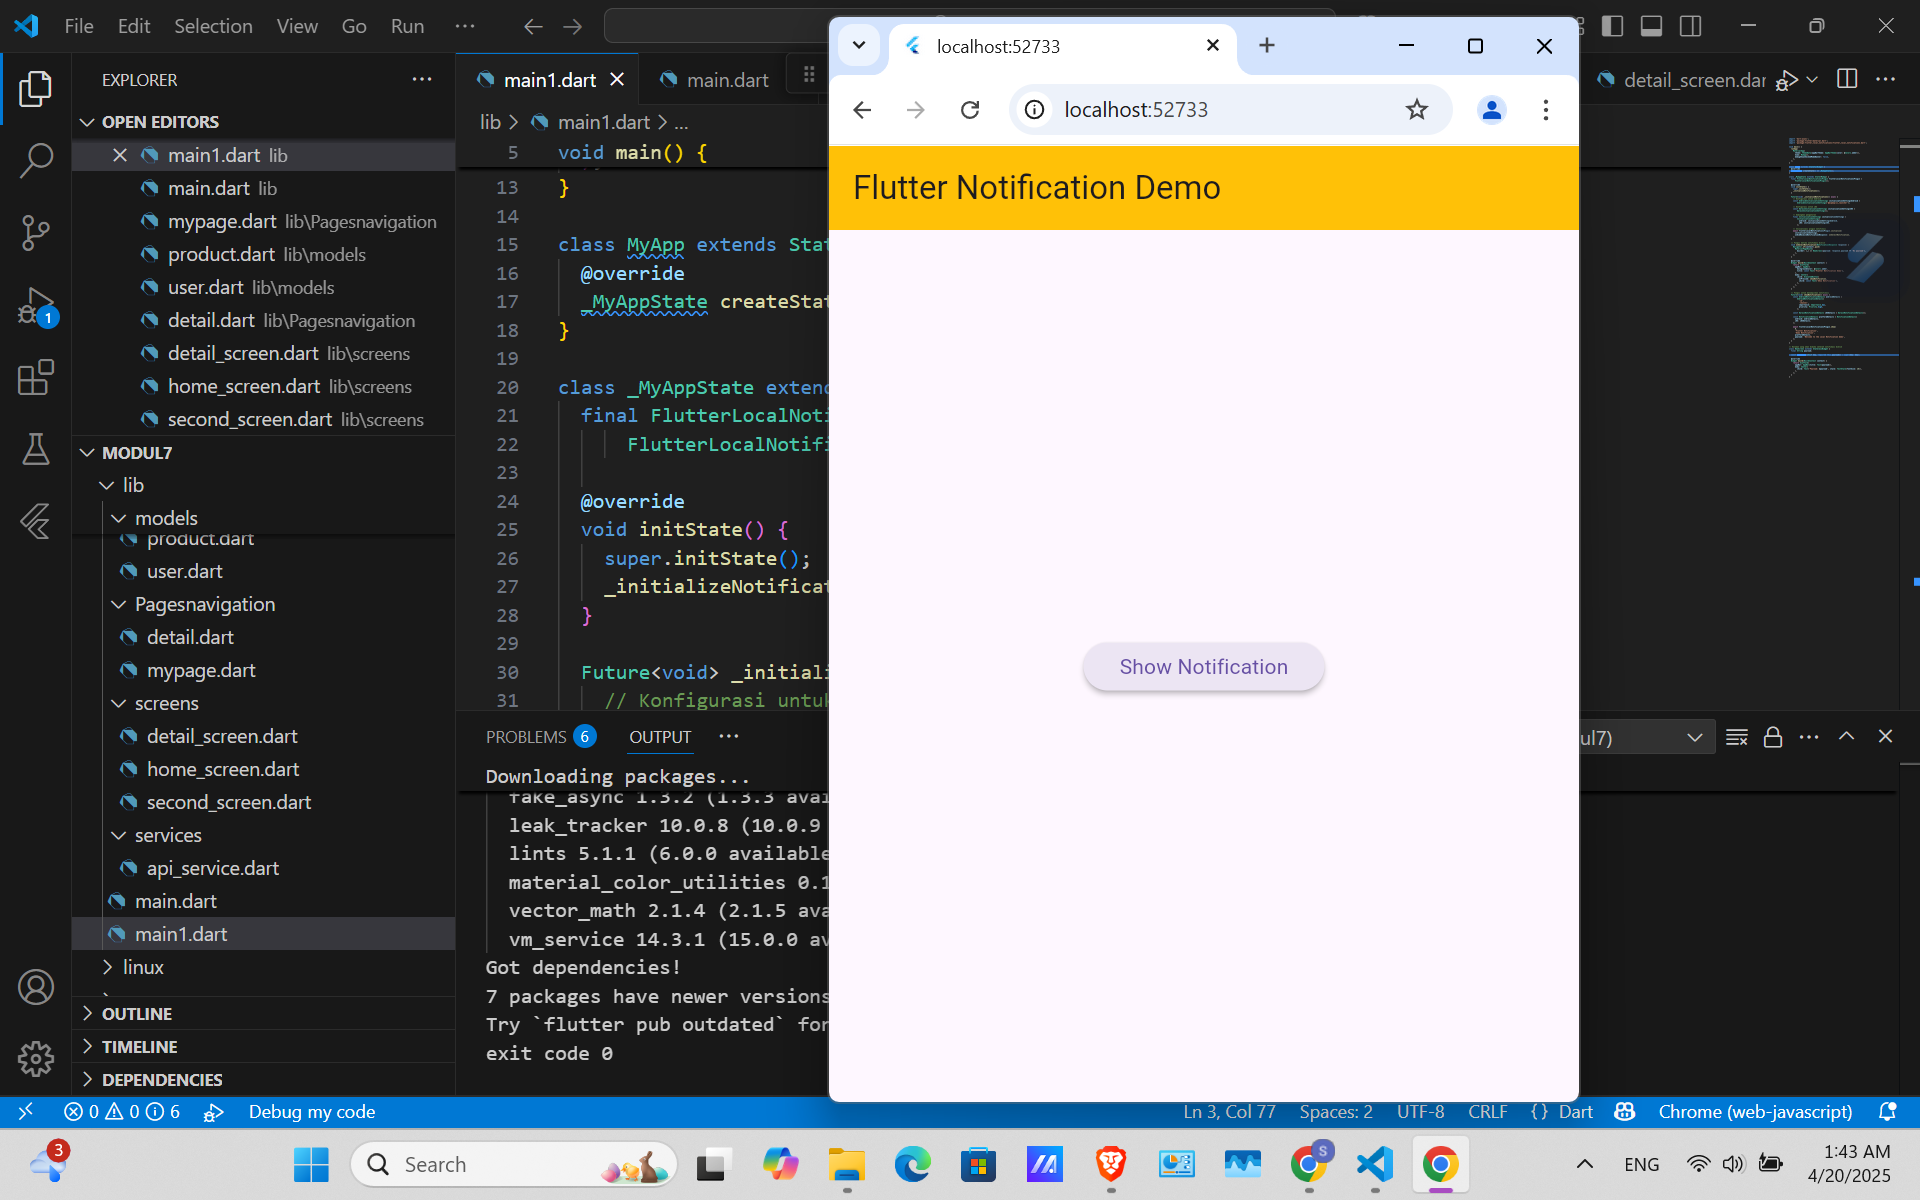 File Edit Selection View Go Run
EXPLORER
OPEN EDITORS
main1.dart lib
main.dart lib
mypage.dart lib\Pagesnavigation
product.dart lib\models
user.dart lib\models
detail.dart lib\Pagesnavigation
detail_screen.dart lib\screens
home_screen.dart lib\screens
second_screen.dart lib\screens
MODUL7
lib
models
product.dart
user.dart
Pagesnavigation
detail.dart
mypage.dart
screens
detail_screen.dart
home_screen.dart
second_screen.dart
services
api_service.dart
main.dart
main1.dart
linux
OUTLINE
TIMELINE
DEPENDENCIES
1
main1.dart main.dart
detail_screen.dar
lib > main1.dart > ...
5 void main() {
13 }
14
15 class MyApp extends Stat
16 @override
17 _MyAppState createStat
18 }
19
20 class _MyAppState extend
21 final FlutterLocalNoti
22 FlutterLocalNotifi
23
24 @override
25 void initState() {
26 super.initState();
27 _initializeNotificat
28 }
29
30 Future<void> _initiali
31 // Konfigurasi untuk
PROBLEMS 6 OUTPUT
ul7)
Downloading packages...
fake_async 1.3.2 (1.3.3 avai
leak_tracker 10.0.8 (10.0.9
lints 5.1.1 (6.0.0 available
material_color_utilities 0.1
vector_math 2.1.4 (2.1.5 ava
vm_service 14.3.1 (15.0.0 av
Got dependencies!
7 packages have newer versions
Try `flutter pub outdated` for
exit code 0
localhost:52733
localhost:52733
Flutter Notification Demo
Show Notification
0 0 6 Debug my code
Ln 3, Col 77 Spaces: 2 UTF-8 CRLF {} Dart Chrome (web-javascript)
3
Search
S
ENG
1:43 AM
4/20/2025